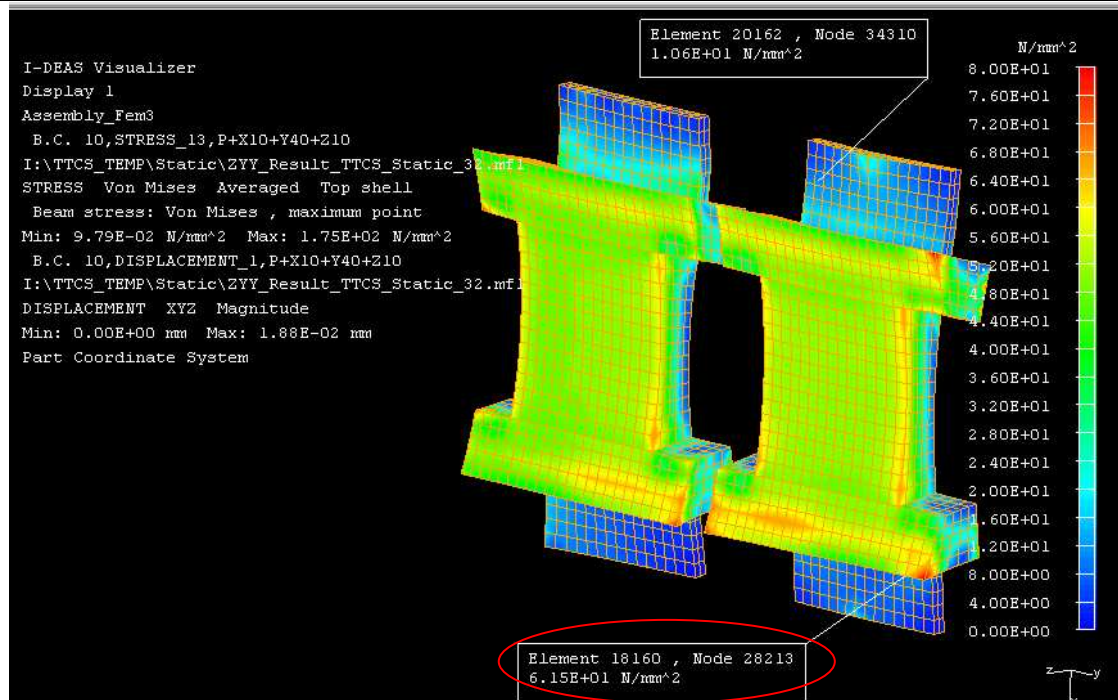 I-DEAS Visualizer
Display 1
Assembly_Fem3
B.C. 10,STRESS_13,P+X10+Y40+Z10
I:\TTCS_TEMP\Static\ZYY_Result_TTCS_Static_32.mf1
STRESS Von Mises Averaged Top shell
Beam stress: Von Mises , maximum point
Min: 9.79E-02 N/mm^2 Max: 1.75E+02 N/mm^2
B.C. 10,DISPLACEMENT_1,P+X10+Y40+Z10
I:\TTCS_TEMP\Static\ZYY_Result_TTCS_Static_32.mf1
DISPLACEMENT XYZ Magnitude
Min: 0.00E+00 mm Max: 1.88E-02 mm
Part Coordinate System
Element 20162 , Node 34310
1.06E+01 N/mm^2
N/mm^2
8.00E+01
7.60E+01
7.20E+01
6.80E+01
6.40E+01
6.00E+01
5.60E+01
5.20E+01
4.80E+01
4.40E+01
4.00E+01
3.60E+01
3.20E+01
2.80E+01
2.40E+01
2.00E+01
1.60E+01
1.20E+01
8.00E+00
4.00E+00
0.00E+00
Element 18160 , Node 28213
6.15E+01 N/mm^2
z y